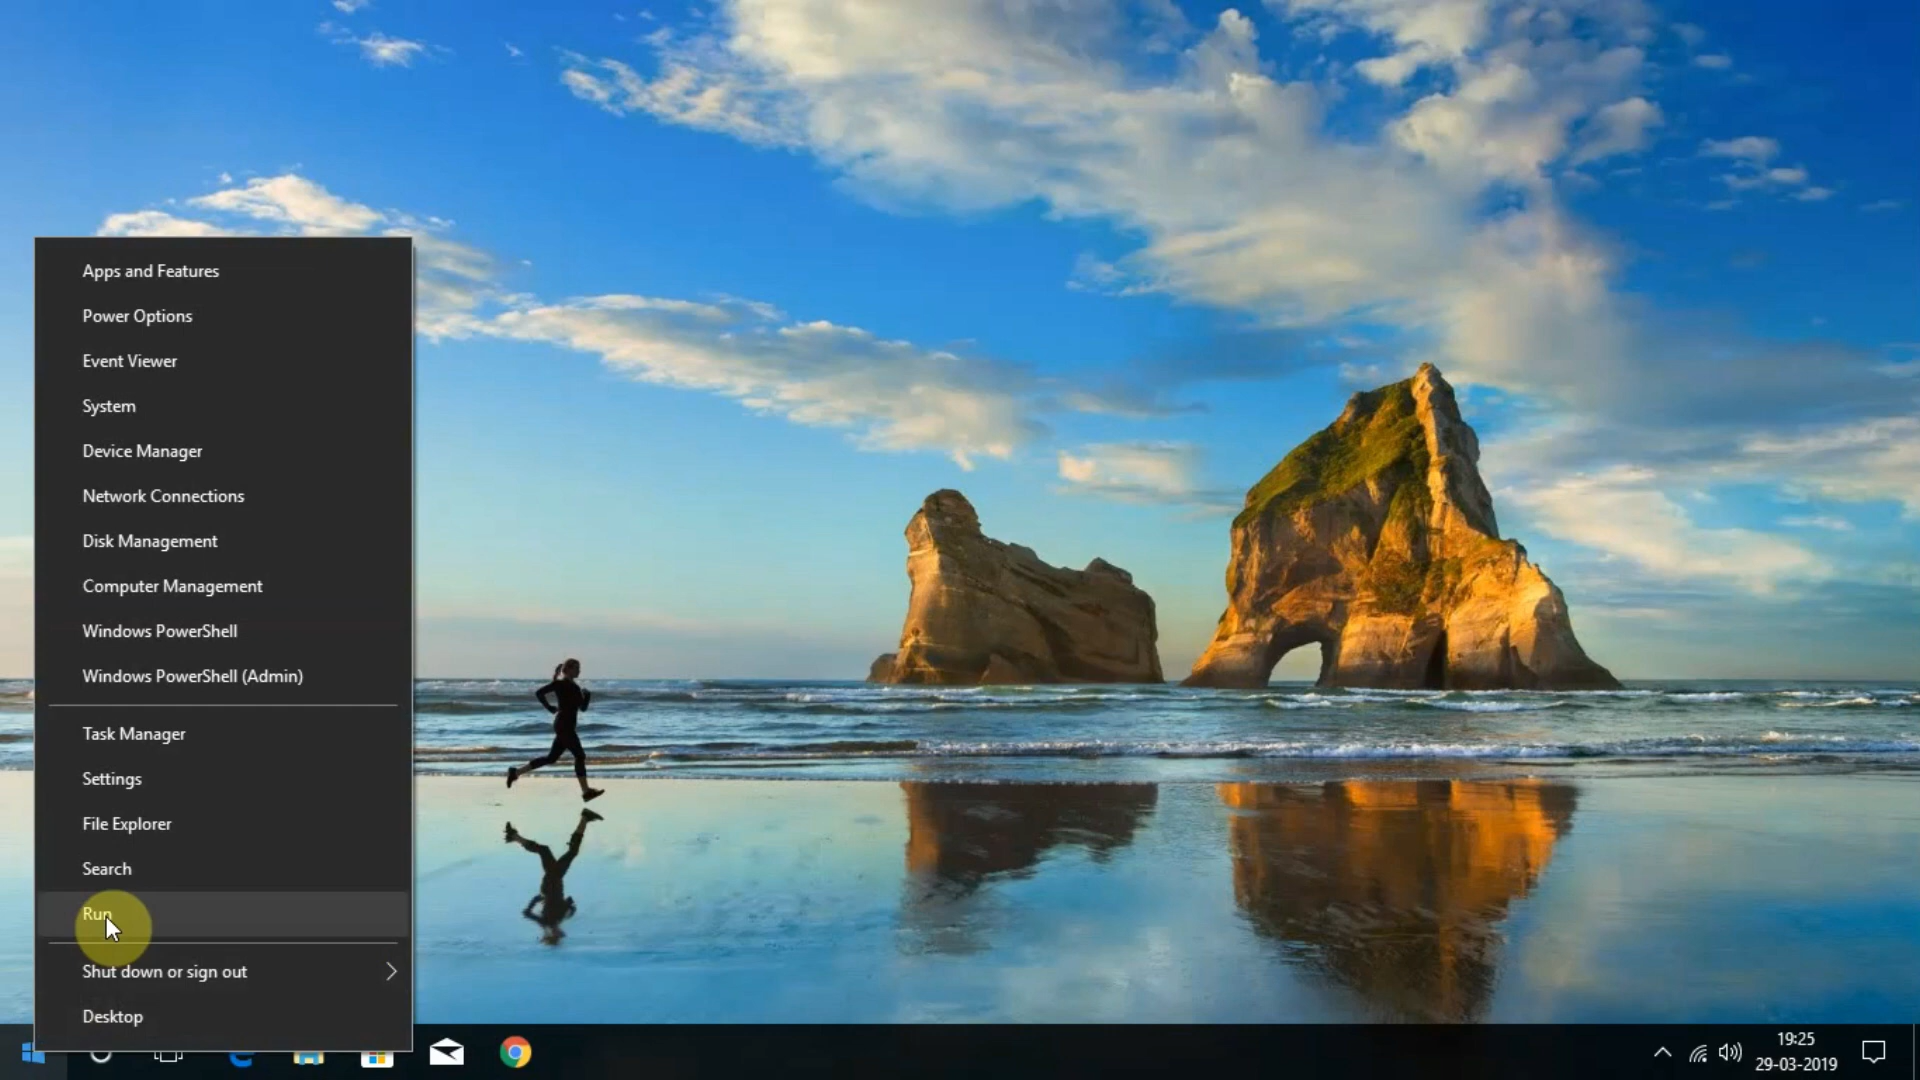 Apps and Features
Power Options
Event Viewer
System
Device Manager
Network Connections
Disk Management
Computer Management
Windows PowerShell
Windows PowerShell (Admin)
Task Manager
Settings
File Explorer
Search
Run
Shut down or sign out
Desktop
19:25
29-03-2019